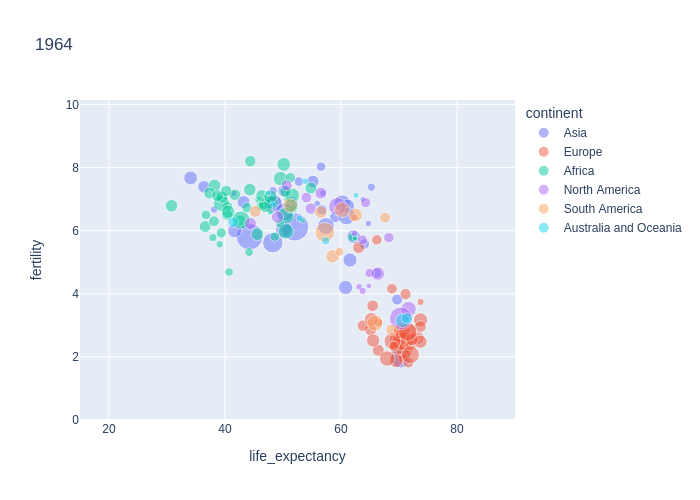 1964
continent
Asia
Europe
Africa
North America
South America
Australia and Oceania
10
8
6
4
2
0
fertility
20
40
60
80
life_expectancy